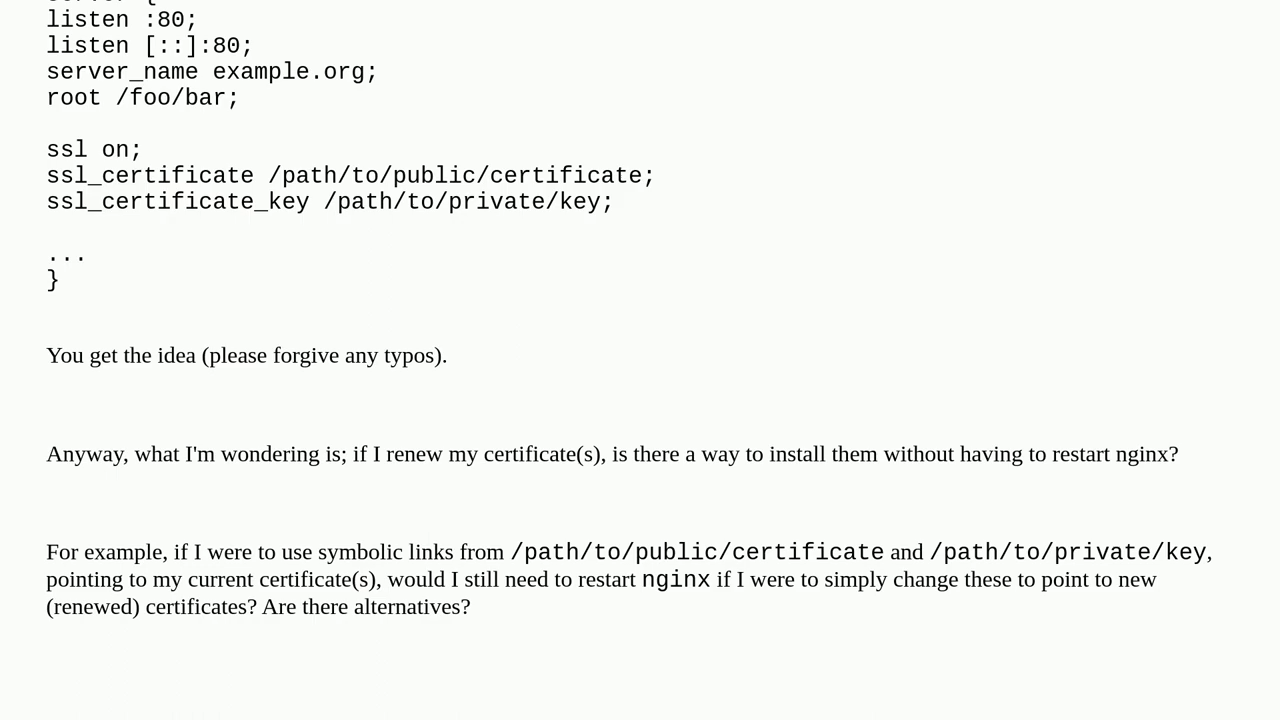 listen :80;
listen [::]:80;
server_name example.org;
root /foo/bar;
ssl on;
ssl_certificate /path/to/public/certificate;
ssl_certificate_key /path/to/private/key;
...
}
You get the idea (please forgive any typos).
Anyway, what I'm wondering is; if I renew my certificate(s), is there a way to install them without having to restart nginx?
For example, if I were to use symbolic links from /path/to/public/certificate and /path/to/private/key,
pointing to my current certificate(s), would I still need to restart nginx if I were to simply change these to point to new
(renewed) certificates? Are there alternatives?